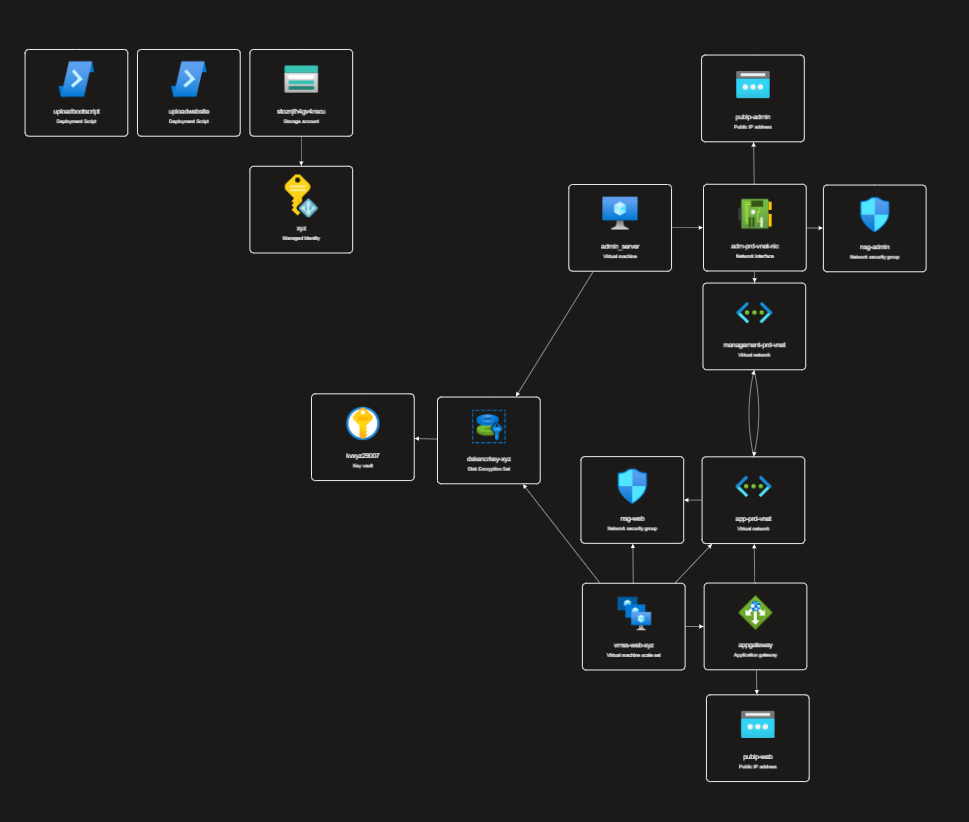 uploadbootscript
Deployment Script
uploadwebsite
Deployment Script
Storage account
xyz
Managed Identity
pubip-admin
Public IP address
admin_server
Virtual machine
adm-prd-vnet-nic
Network interface
nsg-admin
Network security group
management-prd-vnet
Virtual network
kvxyz29007
Key vault
dskencrkey-xyz
Disk Encryption Set
nsg-web
Network security group
app-prd-vnet
Virtual network
vmss-web-xyz
Virtual machine scale set
appgateway
Application gateway
pubip-web
Public IP address